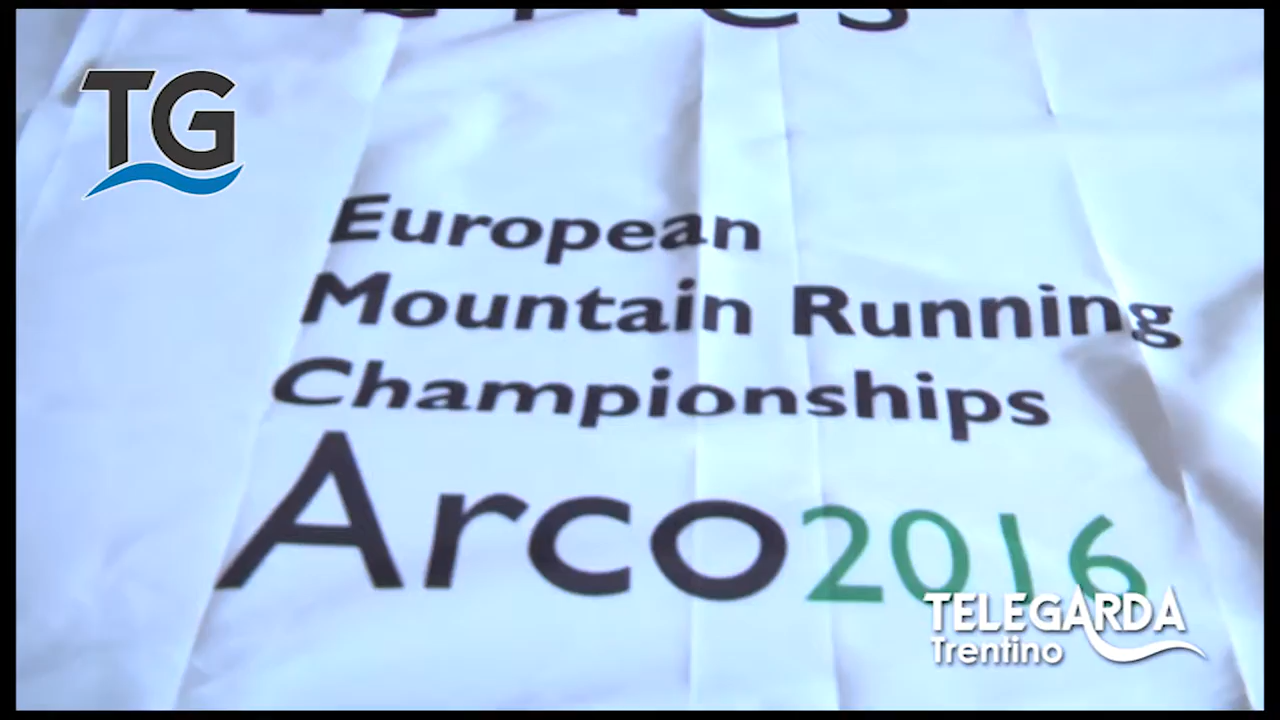 TG
European
Mountain Running
Championships
Arco2016
TELEGARDA
Trentino